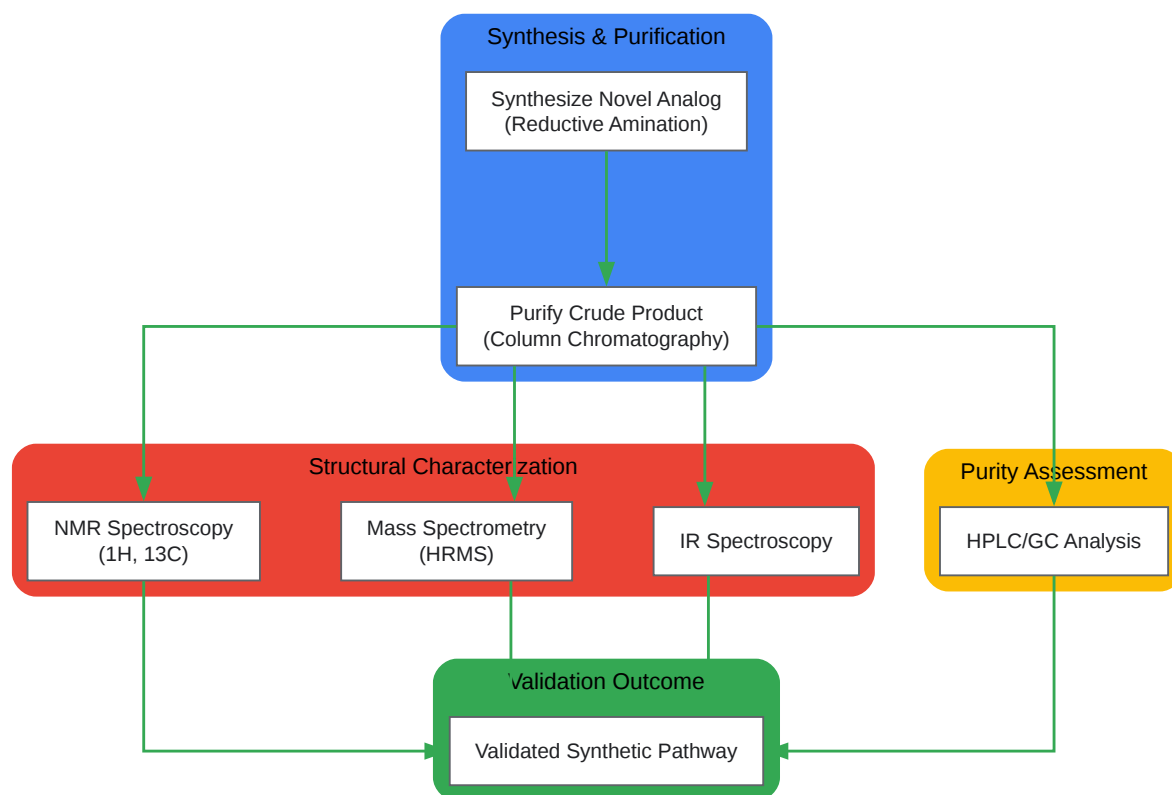 Synthesis & Purification
Synthesize Novel Analog
(Reductive Amination)
Purify Crude Product
(Column Chromatography)
Structural Characterization
NMR Spectroscopy
(1H, 13C)
Mass Spectrometry
(HRMS)
IR Spectroscopy
Purity Assessment
HPLC/GC Analysis
Validation Outcome
Validated Synthetic Pathway